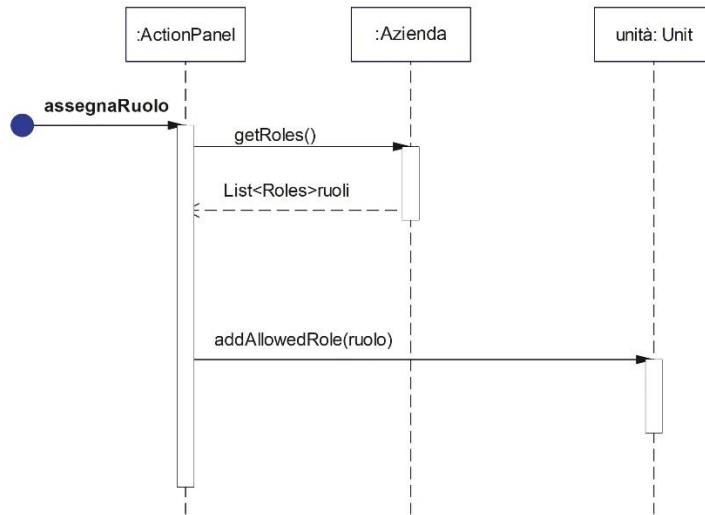 :ActionPanel
:Azienda
unità: Unit
assegnaRuolo
getRoles()
List<Roles>ruoli
addAllowedRole(ruolo)